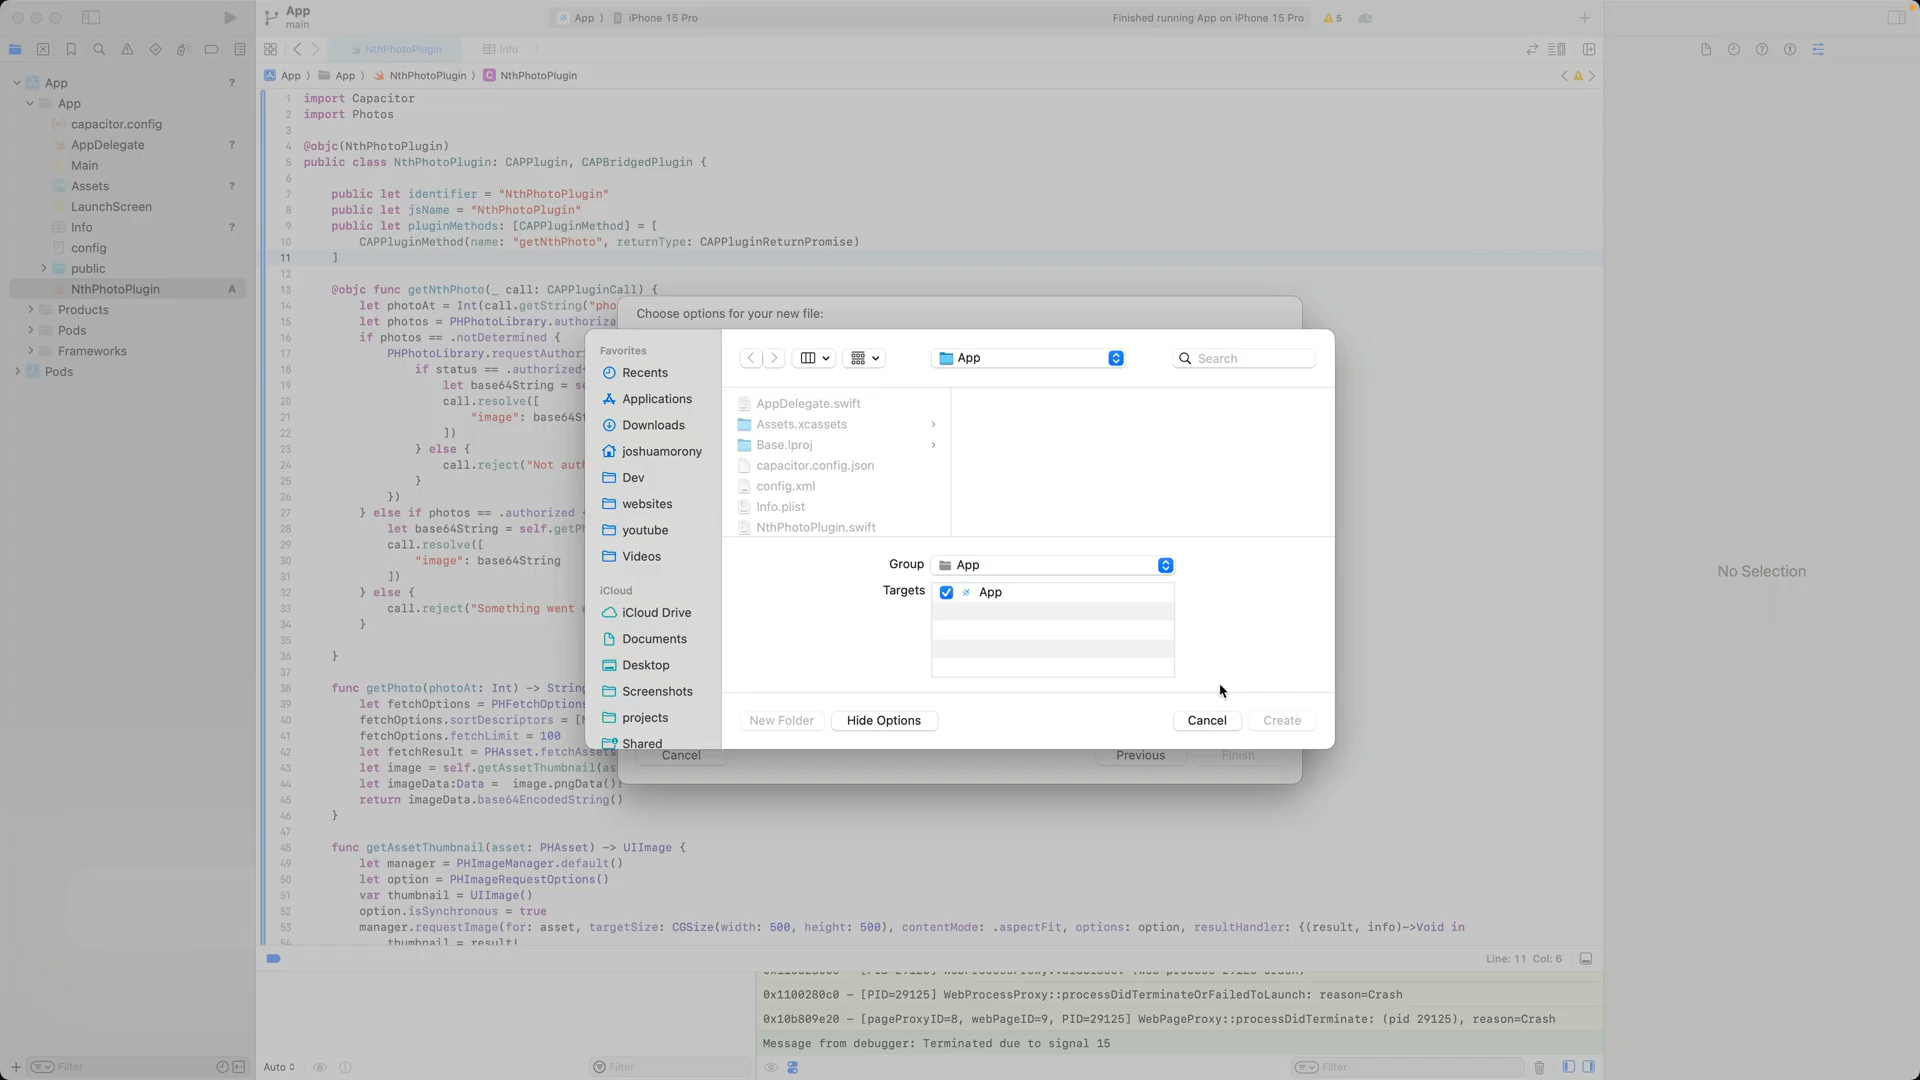 App
main
App
iPhone 15 Pro
Finished running App on iPhone 15 Pro
5
NthPhotoPlugin
Info
App
App
NthPhotoPlugin
C NthPhotoPlugin
App ?
App
capacitor.config
AppDelegate ?
Main
Assets ?
LaunchScreen
Info ?
config
public
NthPhotoPlugin A
Products
Pods
Frameworks
Pods
1 import Capacitor
2 import Photos
3
4 @objc(NthPhotoPlugin)
5 public class NthPhotoPlugin: CAPPlugin, CAPBridgedPlugin {
6
7 public let identifier = "NthPhotoPlugin"
8 public let jsName = "NthPhotoPlugin"
9 public let pluginMethods: [CAPPluginMethod] = [
10 CAPPluginMethod(name: "getNthPhoto", returnType: CAPPluginReturnPromise)
11 ]
12
13 @objc func getNthPhoto(_ call: CAPPluginCall) {
14 let photoAt = Int(call.getString("pho
15 let photos = PHPhotoLibrary.authoriza
16 if photos == .notDetermined {
17 PHPhotoLibrary.requestAuthori
18 if status == .authorized
19 let base64String = se
20 call.resolve([
21 "image": base64St
22 ])
23 } else {
24 call.reject("Not auth
25 }
26 })
27 } else if photos == .authorized {
28 let base64String = self.getPh
29 call.resolve([
30 "image": base64String
31 ])
32 } else {
33 call.reject("Something went w
34 }
35
36 }
37
38 func getPhoto(photoAt: Int) -> String
39 let fetchOptions = PHFetchOptions
40 fetchOptions.sortDescriptors = [N
41 fetchOptions.fetchLimit = 100
42 let fetchResult = PHAsset.fetchAssets
43 let image = self.getAssetThumbnail(as
44 let imageData:Data = image.pngData()!
45 return imageData.base64EncodedString()
46 }
47
48 func getAssetThumbnail(asset: PHAsset) -> UIImage {
49 let manager = PHImageManager.default()
50 let option = PHImageRequestOptions()
51 var thumbnail = UIImage()
52 option.isSynchronous = true
53 manager.requestImage(for: asset, targetSize: CGSize(width: 500, height: 500), contentMode: .aspectFit, options: option, resultHandler: {(result, info)->Void in
54 thumbnail = result!
Choose options for your new file:
Favorites
Recents
Applications
Downloads
joshuamorony
Dev
websites
youtube
Videos
iCloud
iCloud Drive
Documents
Desktop
Screenshots
projects
Shared
App
Search
AppDelegate.swift
Assets.xcassets
Base.lproj
capacitor.config.json
config.xml
Info.plist
NthPhotoPlugin.swift
Group App
Targets App
New Folder
Hide Options
Cancel
Create
Cancel
Previous
Finish
No Selection
Line: 11 Col: 6
0x1100280c0 - [PID=29125] WebProcessProxy::processDidTerminateOrFailedToLaunch: reason=Crash
0x10b809e20 - [pageProxyID=8, webPageID=9, PID=29125] WebPageProxy::processDidTerminate: (pid 29125), reason=Crash
Message from debugger: Terminated due to signal 15
Filter
Auto
Filter
Filter